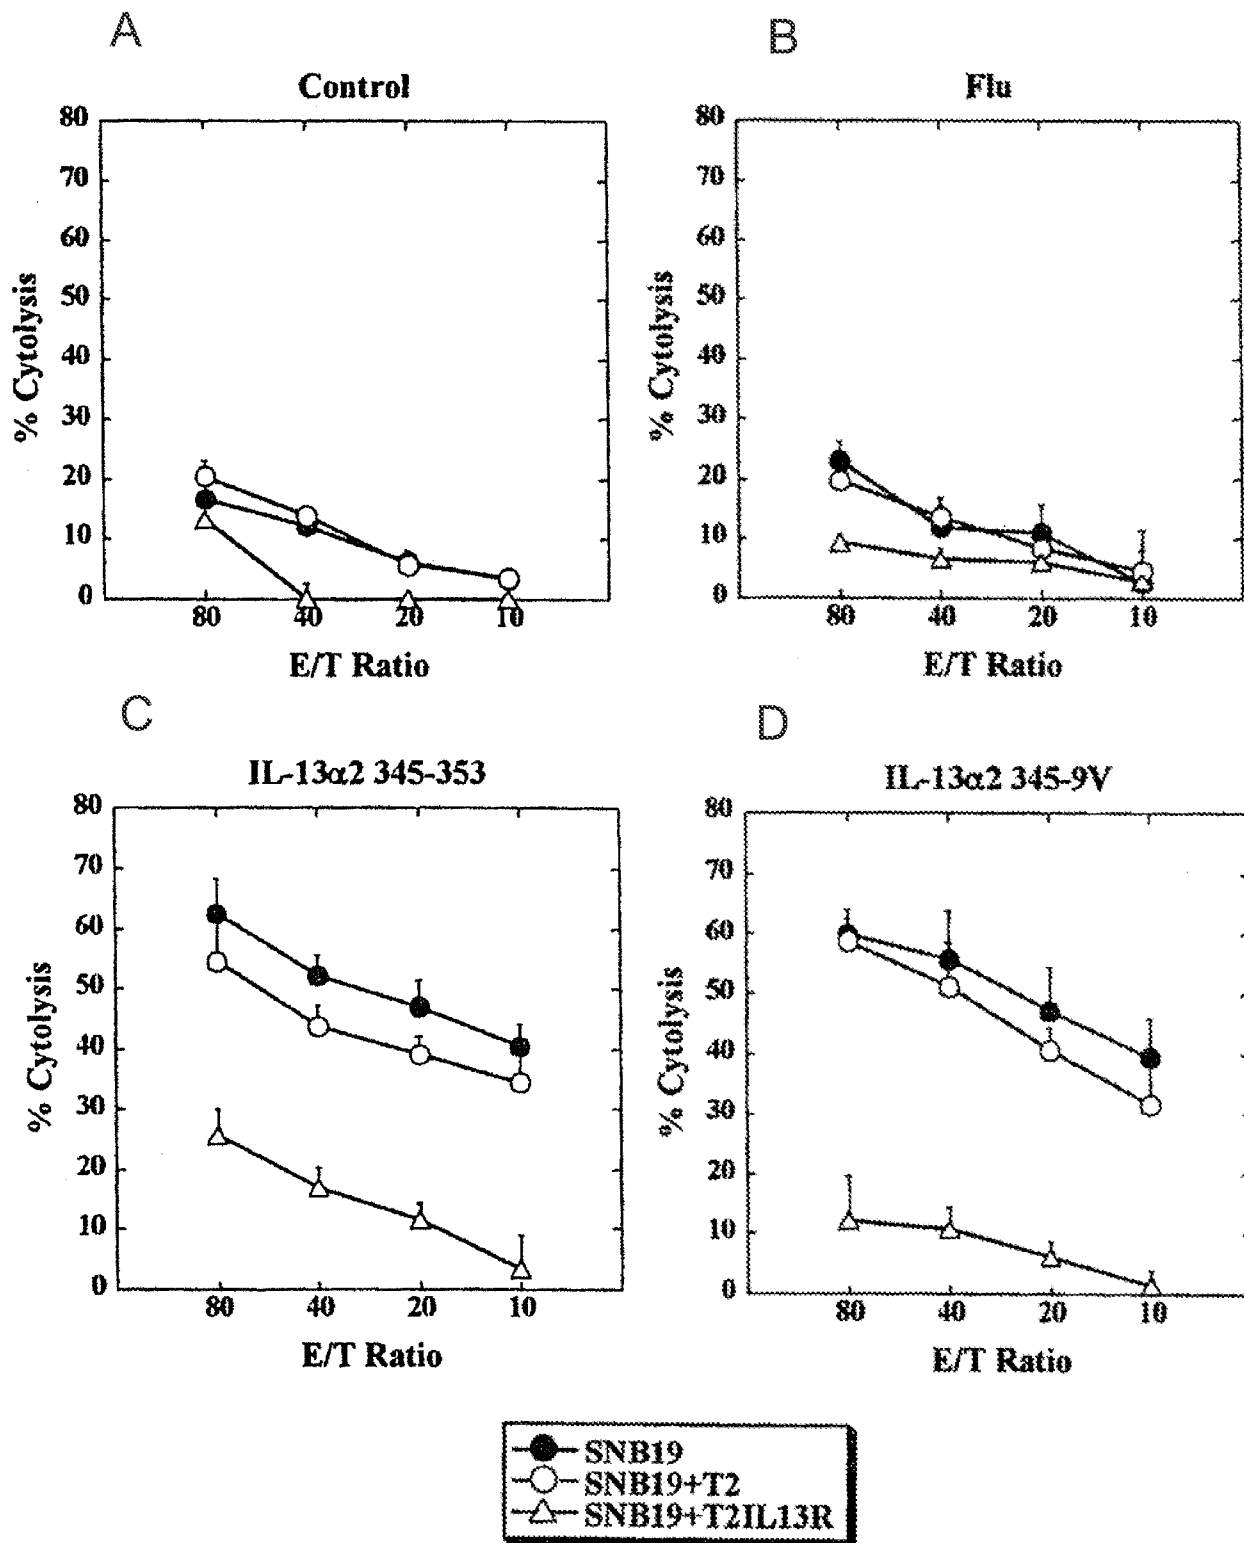 A
B
Control
Flu
80
70
60
50
40
30
20
10
0
% Cytolysis
80 40 20 10
E/T Ratio
80
70
60
50
40
30
20
10
0
% Cytolysis
80 40 20 10
E/T Ratio
C
D
IL-13α2 345-353
IL-13α2 345-9V
80
70
60
50
40
30
20
10
0
% Cytolysis
80 40 20 10
E/T Ratio
80
70
60
50
40
30
20
10
0
% Cytolysis
80 40 20 10
E/T Ratio
SNB19
SNB19+T2
SNB19+T2IL13R